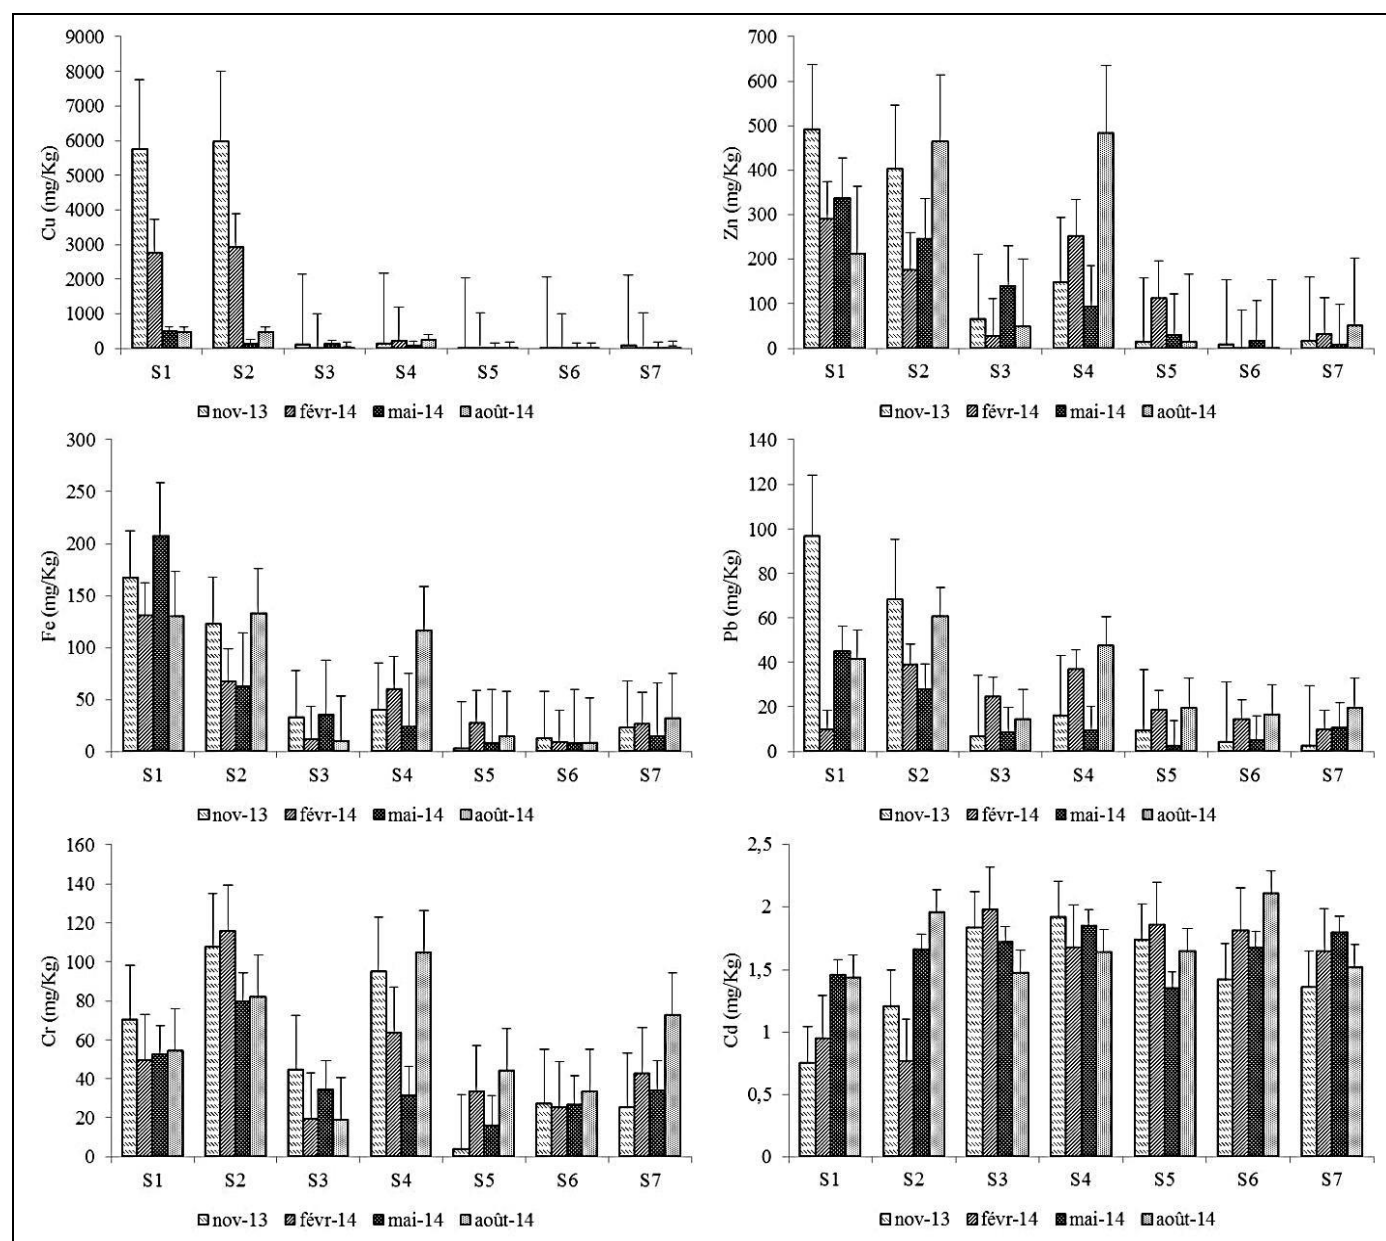 9000
8000
7000
6000
5000
4000
3000
2000
1000
0
Cu (mg/Kg)
S1 S2 S3 S4 S5 S6 S7
nov-13 févr-14 mai-14 août-14
700
600
500
400
300
200
100
0
Zn (mg/Kg)
S1 S2 S3 S4 S5 S6 S7
nov-13 févr-14 mai-14 août-14
300
250
200
150
100
50
0
Fe (mg/Kg)
S1 S2 S3 S4 S5 S6 S7
nov-13 févr-14 mai-14 août-14
140
120
100
80
60
40
20
0
Pb (mg/Kg)
S1 S2 S3 S4 S5 S6 S7
nov-13 févr-14 mai-14 août-14
160
140
120
100
80
60
40
20
0
Cr (mg/Kg)
S1 S2 S3 S4 S5 S6 S7
nov-13 févr-14 mai-14 août-14
2,5
2
1,5
1
0,5
0
Cd (mg/Kg)
S1 S2 S3 S4 S5 S6 S7
nov-13 févr-14 mai-14 août-14